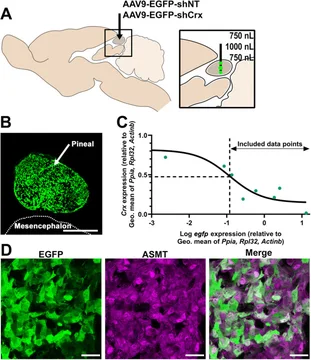 A
AAV9-EGFP-shNT
AAV9-EGFP-shCrx
750 nL
1000 nL
750 nL
B
Pineal
Mesencephalon
C
Crx expression (relative to
Geo. mean of Ppia, Rpl32, Actinb)
1.0
0.5
0.0
Included data points
-3
-2
-1
0
1
Log egfp expression (relative to
Geo. mean of Ppia, Rpl32, Actinb)
D
EGFP
ASMT
Merge